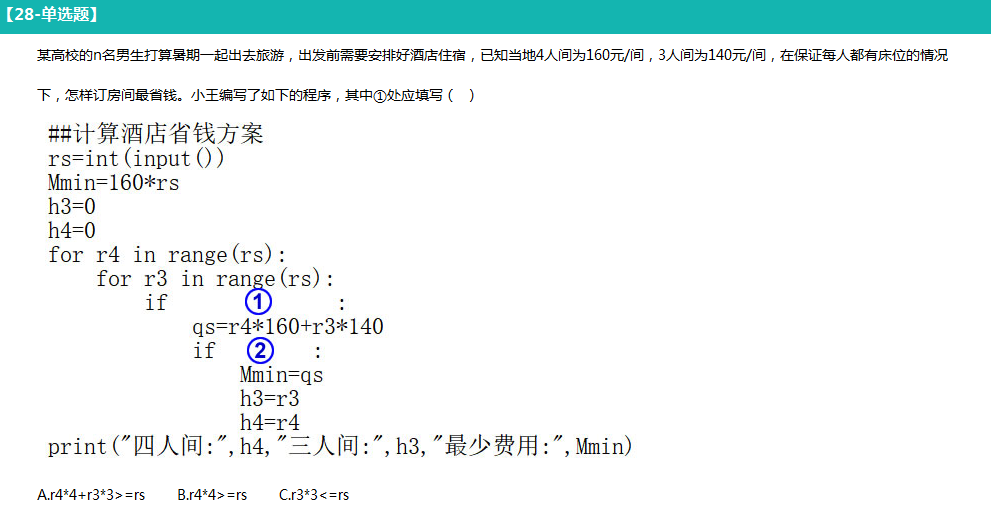 【28-单选题】
某高校的n名男生打算暑期一起出去旅游，出发前需要安排好酒店住宿，已知当地4人间为160元/间，3人间为140元/间，在保证每人都有床位的情况
下，怎样订房间最省钱。小王编写了如下的程序，其中①处应填写（ ）
##计算酒店省钱方案
rs=int(input())
Mmin=160*rs
h3=0
h4=0
for r4 in range(rs):
for r3 in range(rs):
if ① :
qs=r4*160+r3*140
if ② :
Mmin=qs
h3=r3
h4=r4
print("四人间:",h4,"三人间:",h3,"最少费用:",Mmin)
A.r4*4+r3*3>=rs B.r4*4>=rs C.r3*3<=rs